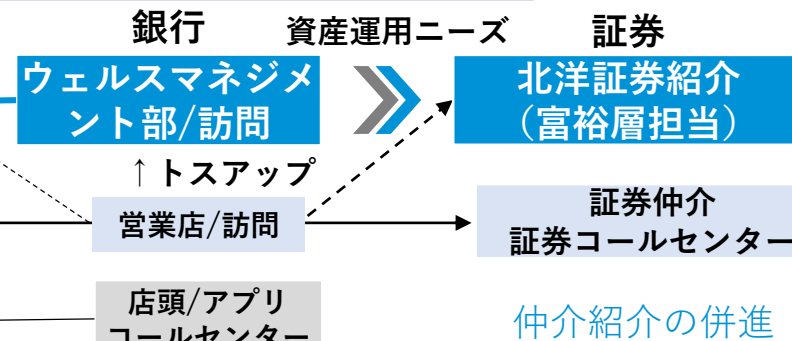 銀行
資産運用ニーズ
証券
ウェルスマネジメ
ント部/訪問
北洋証券紹介
（富裕層担当）
↑トスアップ
営業店/訪問
証券仲介
証券コールセンター
店頭/アプリ
コールセンター
仲介紹介の併進